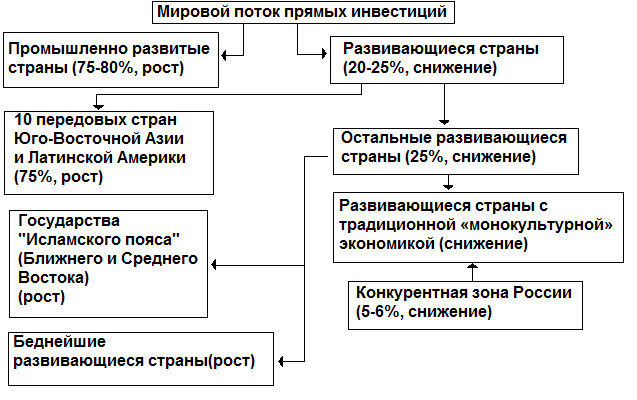 Мировой поток прямых инвестиций
Промышленно развитые
страны (75-80%, рост)
Развивающиеся страны
(20-25%, снижение)
10 передовых стран
Юго-Восточной Азии
и Латинской Америки
(75%, рост)
Остальные развивающиеся
страны (25%, снижение)
Развивающиеся страны с
традиционной «монокультурной»
экономикой (снижение)
Государства
"Исламского пояса"
(Ближнего и Среднего
Востока)
(рост)
Конкурентная зона России
(5-6%, снижение)
Беднейшие
развивающиеся страны(рост)